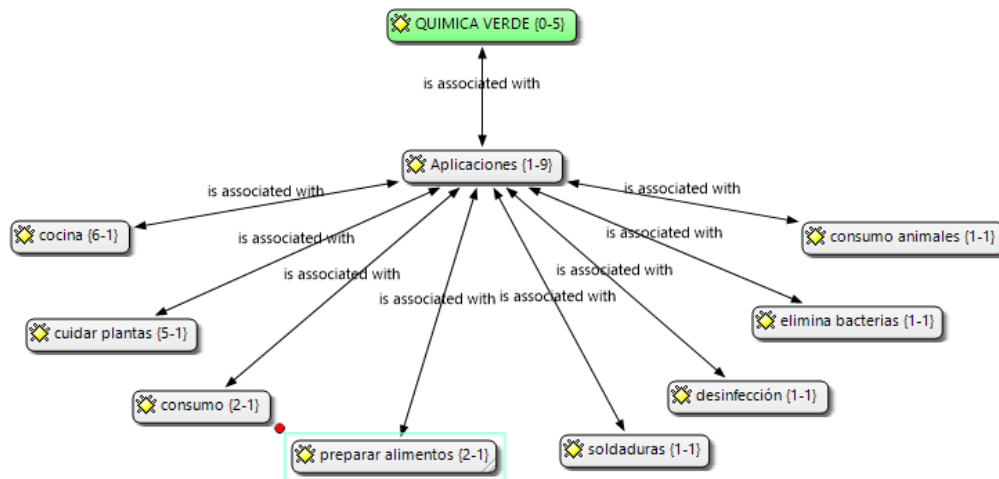 QUIMICA VERDE {0-5}
is associated with
Aplicaciones {1-9}
is associated with
is associated with
cocina {6-1}
is associated with
consumo animales {1-1}
is associated with
is associated with
is associated with
is associated with
is associated with
cuidar plantas {5-1}
elimina bacterias {1-1}
consumo {2-1}
desinfección {1-1}
preparar alimentos {2-1}
soldaduras {1-1}